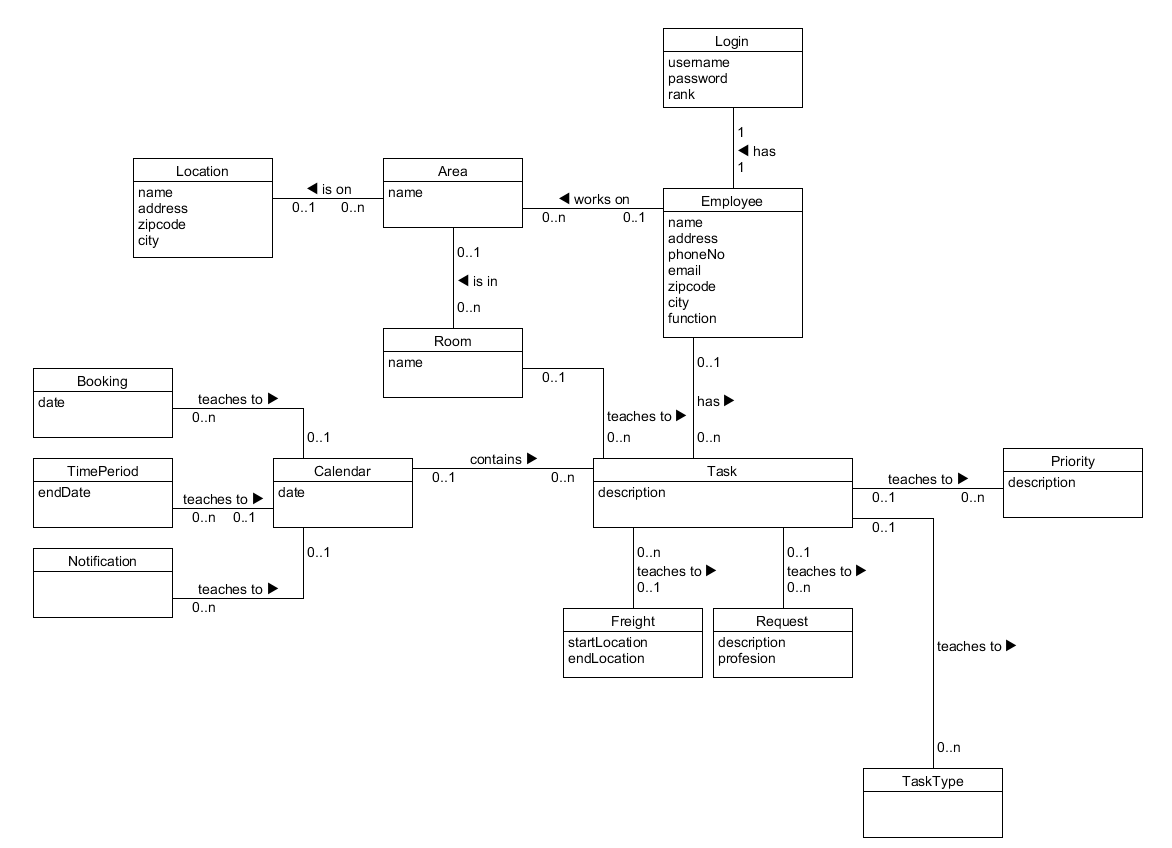 Login
username
password
rank
1
◀ has
1
Location
name
address
zipcode
city
◀ is on
0..1 0..n
Area
name
◀ works on
0..n 0..1
Employee
name
address
phoneNo
email
zipcode
city
function
0..1
◀ is in
0..n
Room
name
0..1
teaches to ▶
0..n
0..1
has ▶
0..n
Booking
date
teaches to ▶
0..n
0..1
TimePeriod
endDate
teaches to ▶
0..n 0..1
Calendar
date
contains ▶
0..1 0..n
Task
description
teaches to ▶
0..1 0..n
Priority
description
Notification
teaches to ▶
0..n
0..1
0..n
teaches to ▶
0..1
0..1
teaches to ▶
0..n
0..1
teaches to ▶
0..n
Freight
startLocation
endLocation
Request
description
profesion
TaskType